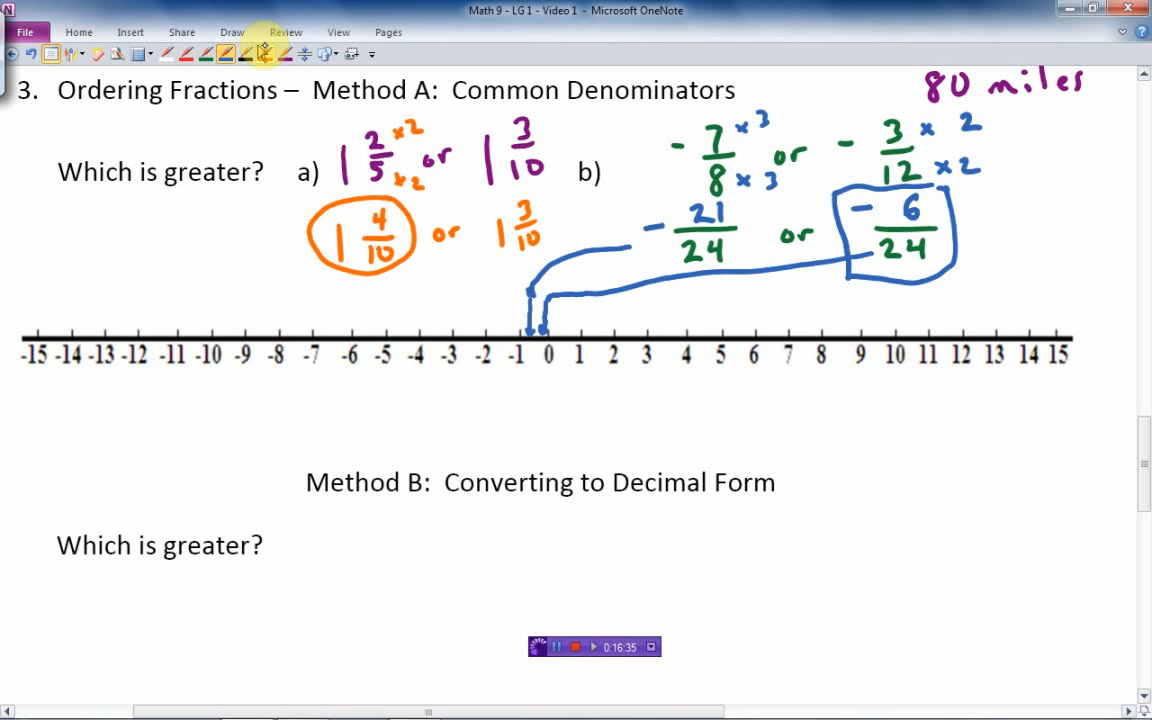 Math 9 - LG 1 - Video 1 - Microsoft OneNote
File Home Insert Share Draw Review View Pages
80 miles
3. Ordering Fractions – Method A: Common Denominators
Which is greater? a) 1 2/5 ×2 ×2 or 1 3/10 b) - 7/8 ×3 ×3 or - 3/12 ×2 ×2
1 4/10 or 1 3/10 - 21/24 or - 6/24
-15 -14 -13 -12 -11 -10 -9 -8 -7 -6 -5 -4 -3 -2 -1 0 1 2 3 4 5 6 7 8 9 10 11 12 13 14 15
Method B: Converting to Decimal Form
Which is greater?
0:16:35